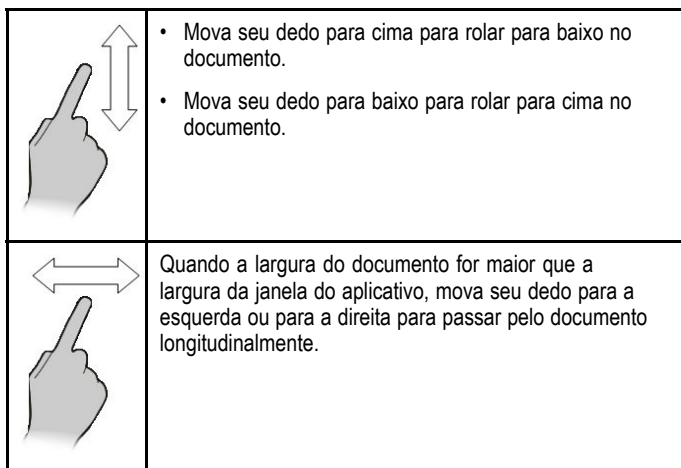 • Mova seu dedo para cima para rolar para baixo no
documento.
• Mova seu dedo para baixo para rolar para cima no
documento.
Quando a largura do documento for maior que a
largura da janela do aplicativo, mova seu dedo para a
esquerda ou para a direita para passar pelo documento
longitudinalmente.